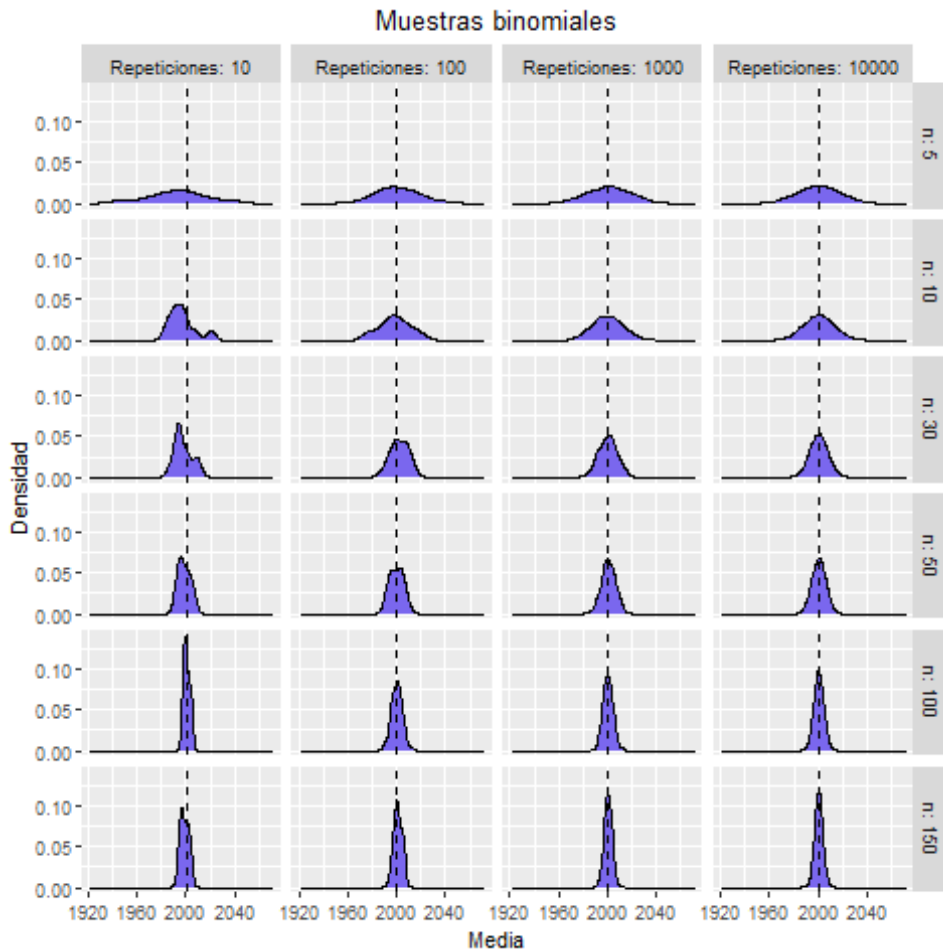 Muestras binomiales
Repeticiones: 10 Repeticiones: 100 Repeticiones: 1000 Repeticiones: 10000
0.10
0.05
0.00
n: 5
0.10
0.05
0.00
n: 10
0.10
0.05
0.00
n: 30
0.10
0.05
0.00
n: 50
0.10
0.05
0.00
n: 100
0.10
0.05
0.00
n: 150
Densidad
1920 1960 2000 2040 1920 1960 2000 2040 1920 1960 2000 2040 1920 1960 2000 2040
Media